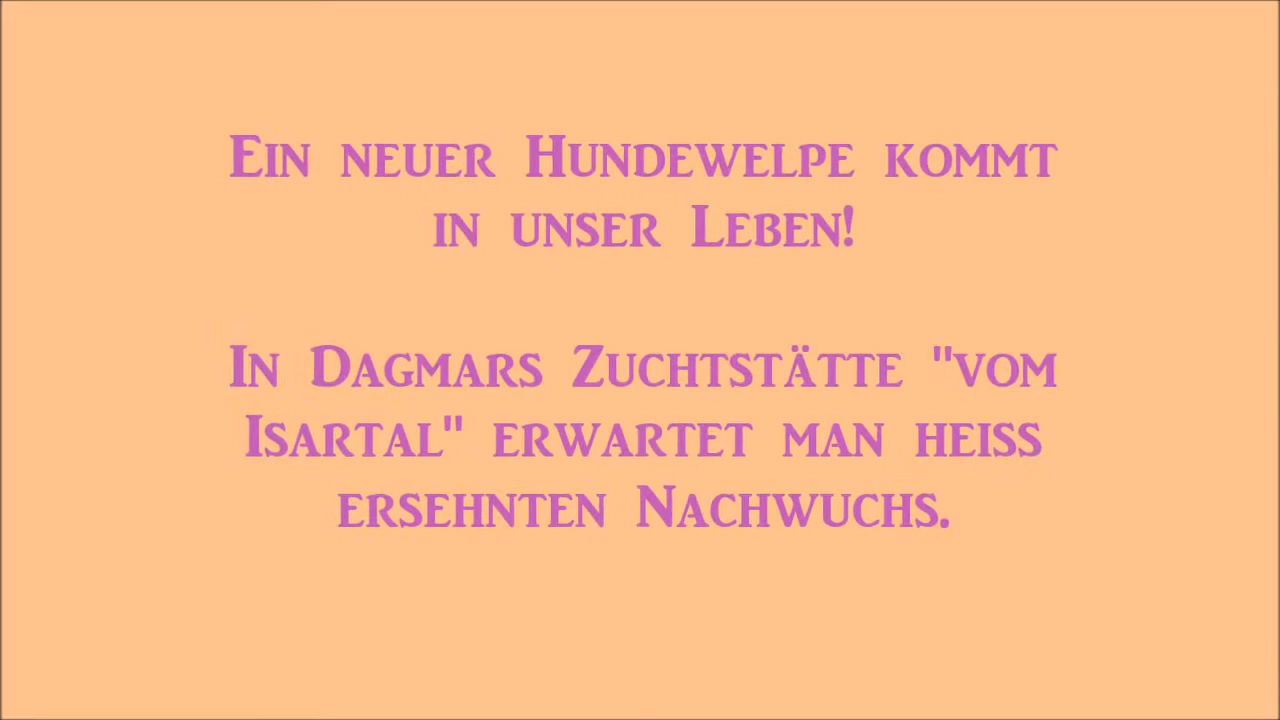 Ein neuer Hundewelpe kommt
in unser Leben!
In Dagmars Zuchtstätte "vom
Isartal" erwartet man heiss
ersehnten Nachwuchs.